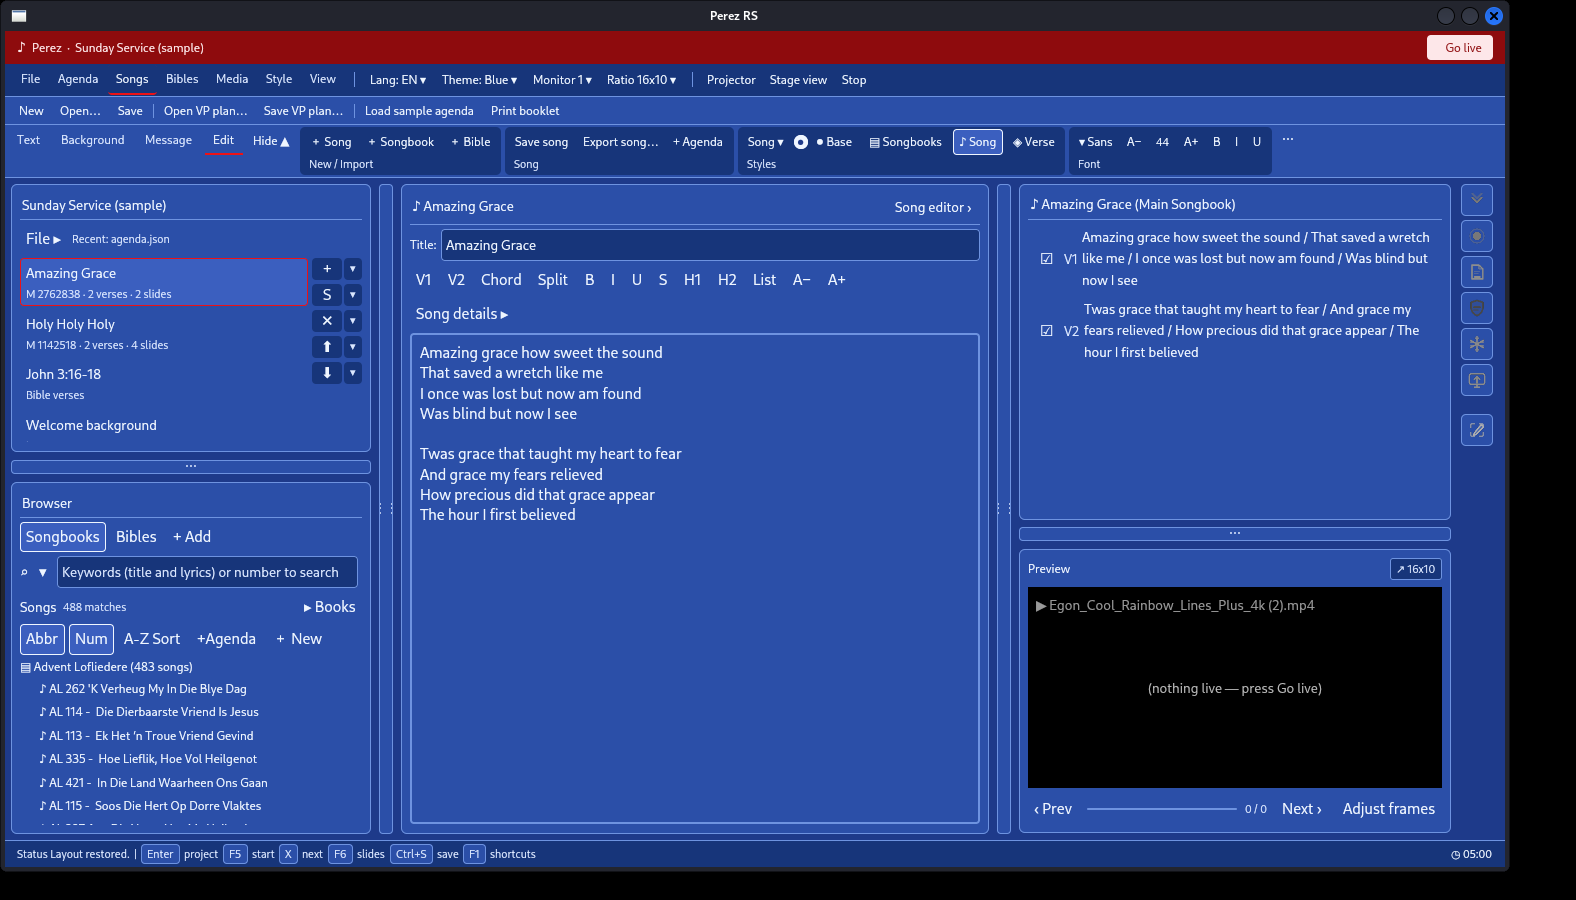 Perez RS
♪ Perez · Sunday Service (sample)
Go live
File Agenda Songs Bibles Media Style View Lang: EN ▾ Theme: Blue ▾ Monitor 1 ▾ Ratio 16x10 ▾ Projector Stage view Stop
New Open... Save Open VP plan... Save VP plan... Load sample agenda Print booklet
Text Background Message Edit Hide ▲ + Song + Songbook + Bible Save song Export song... + Agenda Song ▾ Base Songbooks ♪ Song ◈ Verse ▾ Sans A− 44 A+ B I U ...
New / Import Song Styles Font
Sunday Service (sample)
File ▸ Recent: agenda.json
Amazing Grace
M 2762838 · 2 verses · 2 slides
Holy Holy Holy
M 1142518 · 2 verses · 4 slides
John 3:16-18
Bible verses
Welcome background
+ ▾
S ▾
✕ ▾
⬆ ▾
⬇ ▾
Browser
Songbooks Bibles + Add
Keywords (title and lyrics) or number to search
Songs 488 matches ▸ Books
Abbr Num A-Z Sort +Agenda + New
▤ Advent Lofliedere (483 songs)
♪ AL 262 'K Verheug My In Die Blye Dag
♪ AL 114 - Die Dierbaarste Vriend Is Jesus
♪ AL 113 - Ek Het 'n Troue Vriend Gevind
♪ AL 335 - Hoe Lieflik, Hoe Vol Heilgenot
♪ AL 421 - In Die Land Waarheen Ons Gaan
♪ AL 115 - Soos Die Hert Op Dorre Vlaktes
♪ Amazing Grace
Song editor ›
Title: Amazing Grace
V1 V2 Chord Split B I U S H1 H2 List A− A+
Song details ▸
Amazing grace how sweet the sound
That saved a wretch like me
I once was lost but now am found
Was blind but now I see
Twas grace that taught my heart to fear
And grace my fears relieved
How precious did that grace appear
The hour I first believed
♪ Amazing Grace (Main Songbook)
☑ V1 Amazing grace how sweet the sound / That saved a wretch
like me / I once was lost but now am found / Was blind but
now I see
☑ V2 Twas grace that taught my heart to fear / And grace my
fears relieved / How precious did that grace appear / The
hour I first believed
Preview
↗ 16x10
▶ Egon_Cool_Rainbow_Lines_Plus_4k (2).mp4
(nothing live — press Go live)
‹ Prev 0 / 0 Next › Adjust frames
Status Layout restored. | Enter project F5 start X next F6 slides Ctrl+S save F1 shortcuts
◷ 05:00